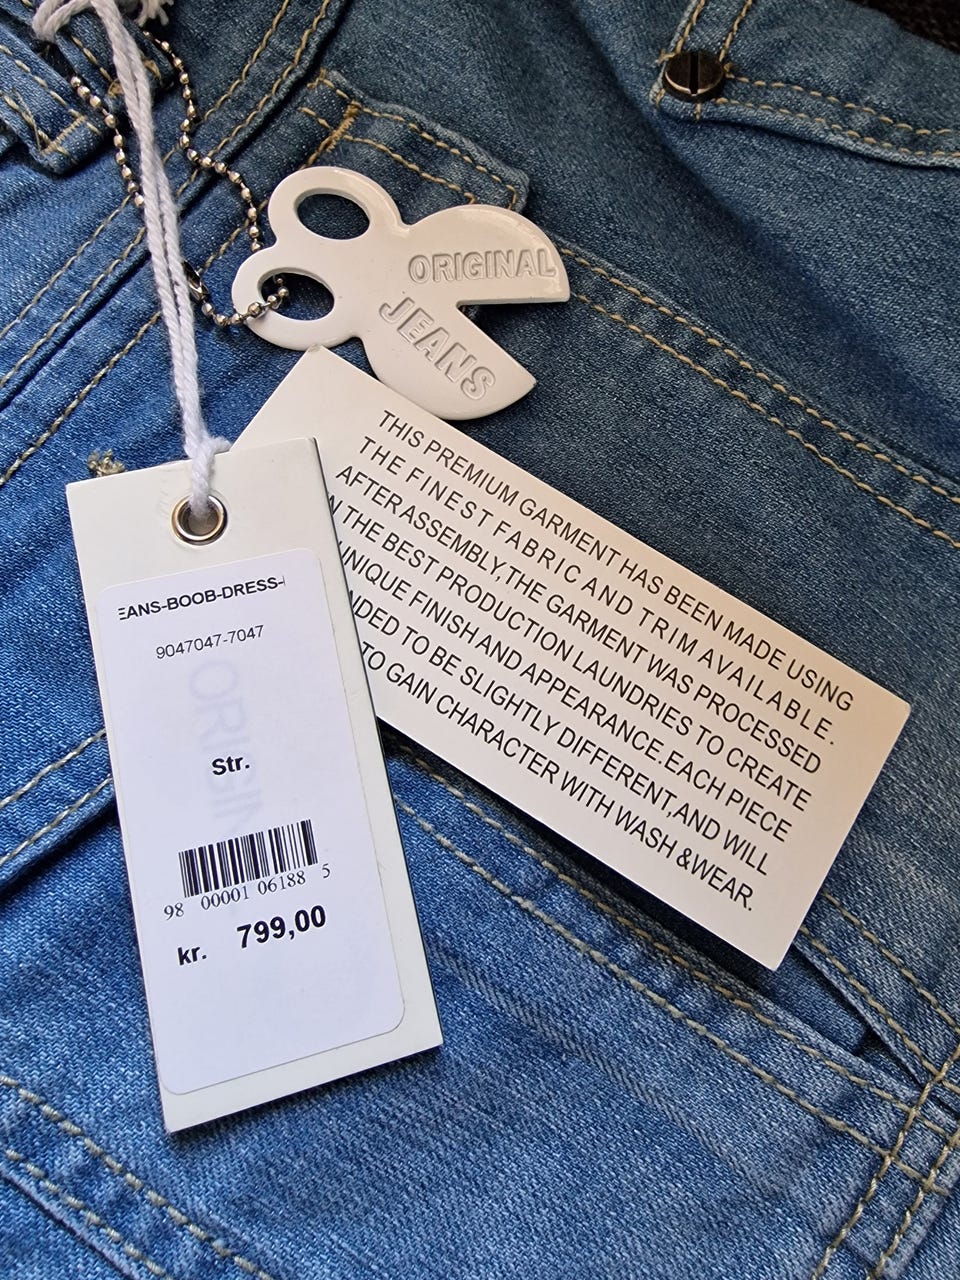 ORIGINAL
JEANS
THIS PREMIUM GARMENT HAS BEEN MADE USING
THE FINEST FABRIC AND TRIM AVAILABLE.
AFTER ASSEMBLY,THE GARMENT WAS PROCESSED
N THE BEST PRODUCTION LAUNDRIES TO CREATE
UNIQUE FINISH AND APPEARANCE.EACH PIECE
NDED TO BE SLIGHTLY DIFFERENT,AND WILL
TO GAIN CHARACTER WITH WASH &WEAR.
EANS-BOOB-DRESS-
9047047-7047
ORIGIN
Str.
98 00001 06188 5
kr. 799,00